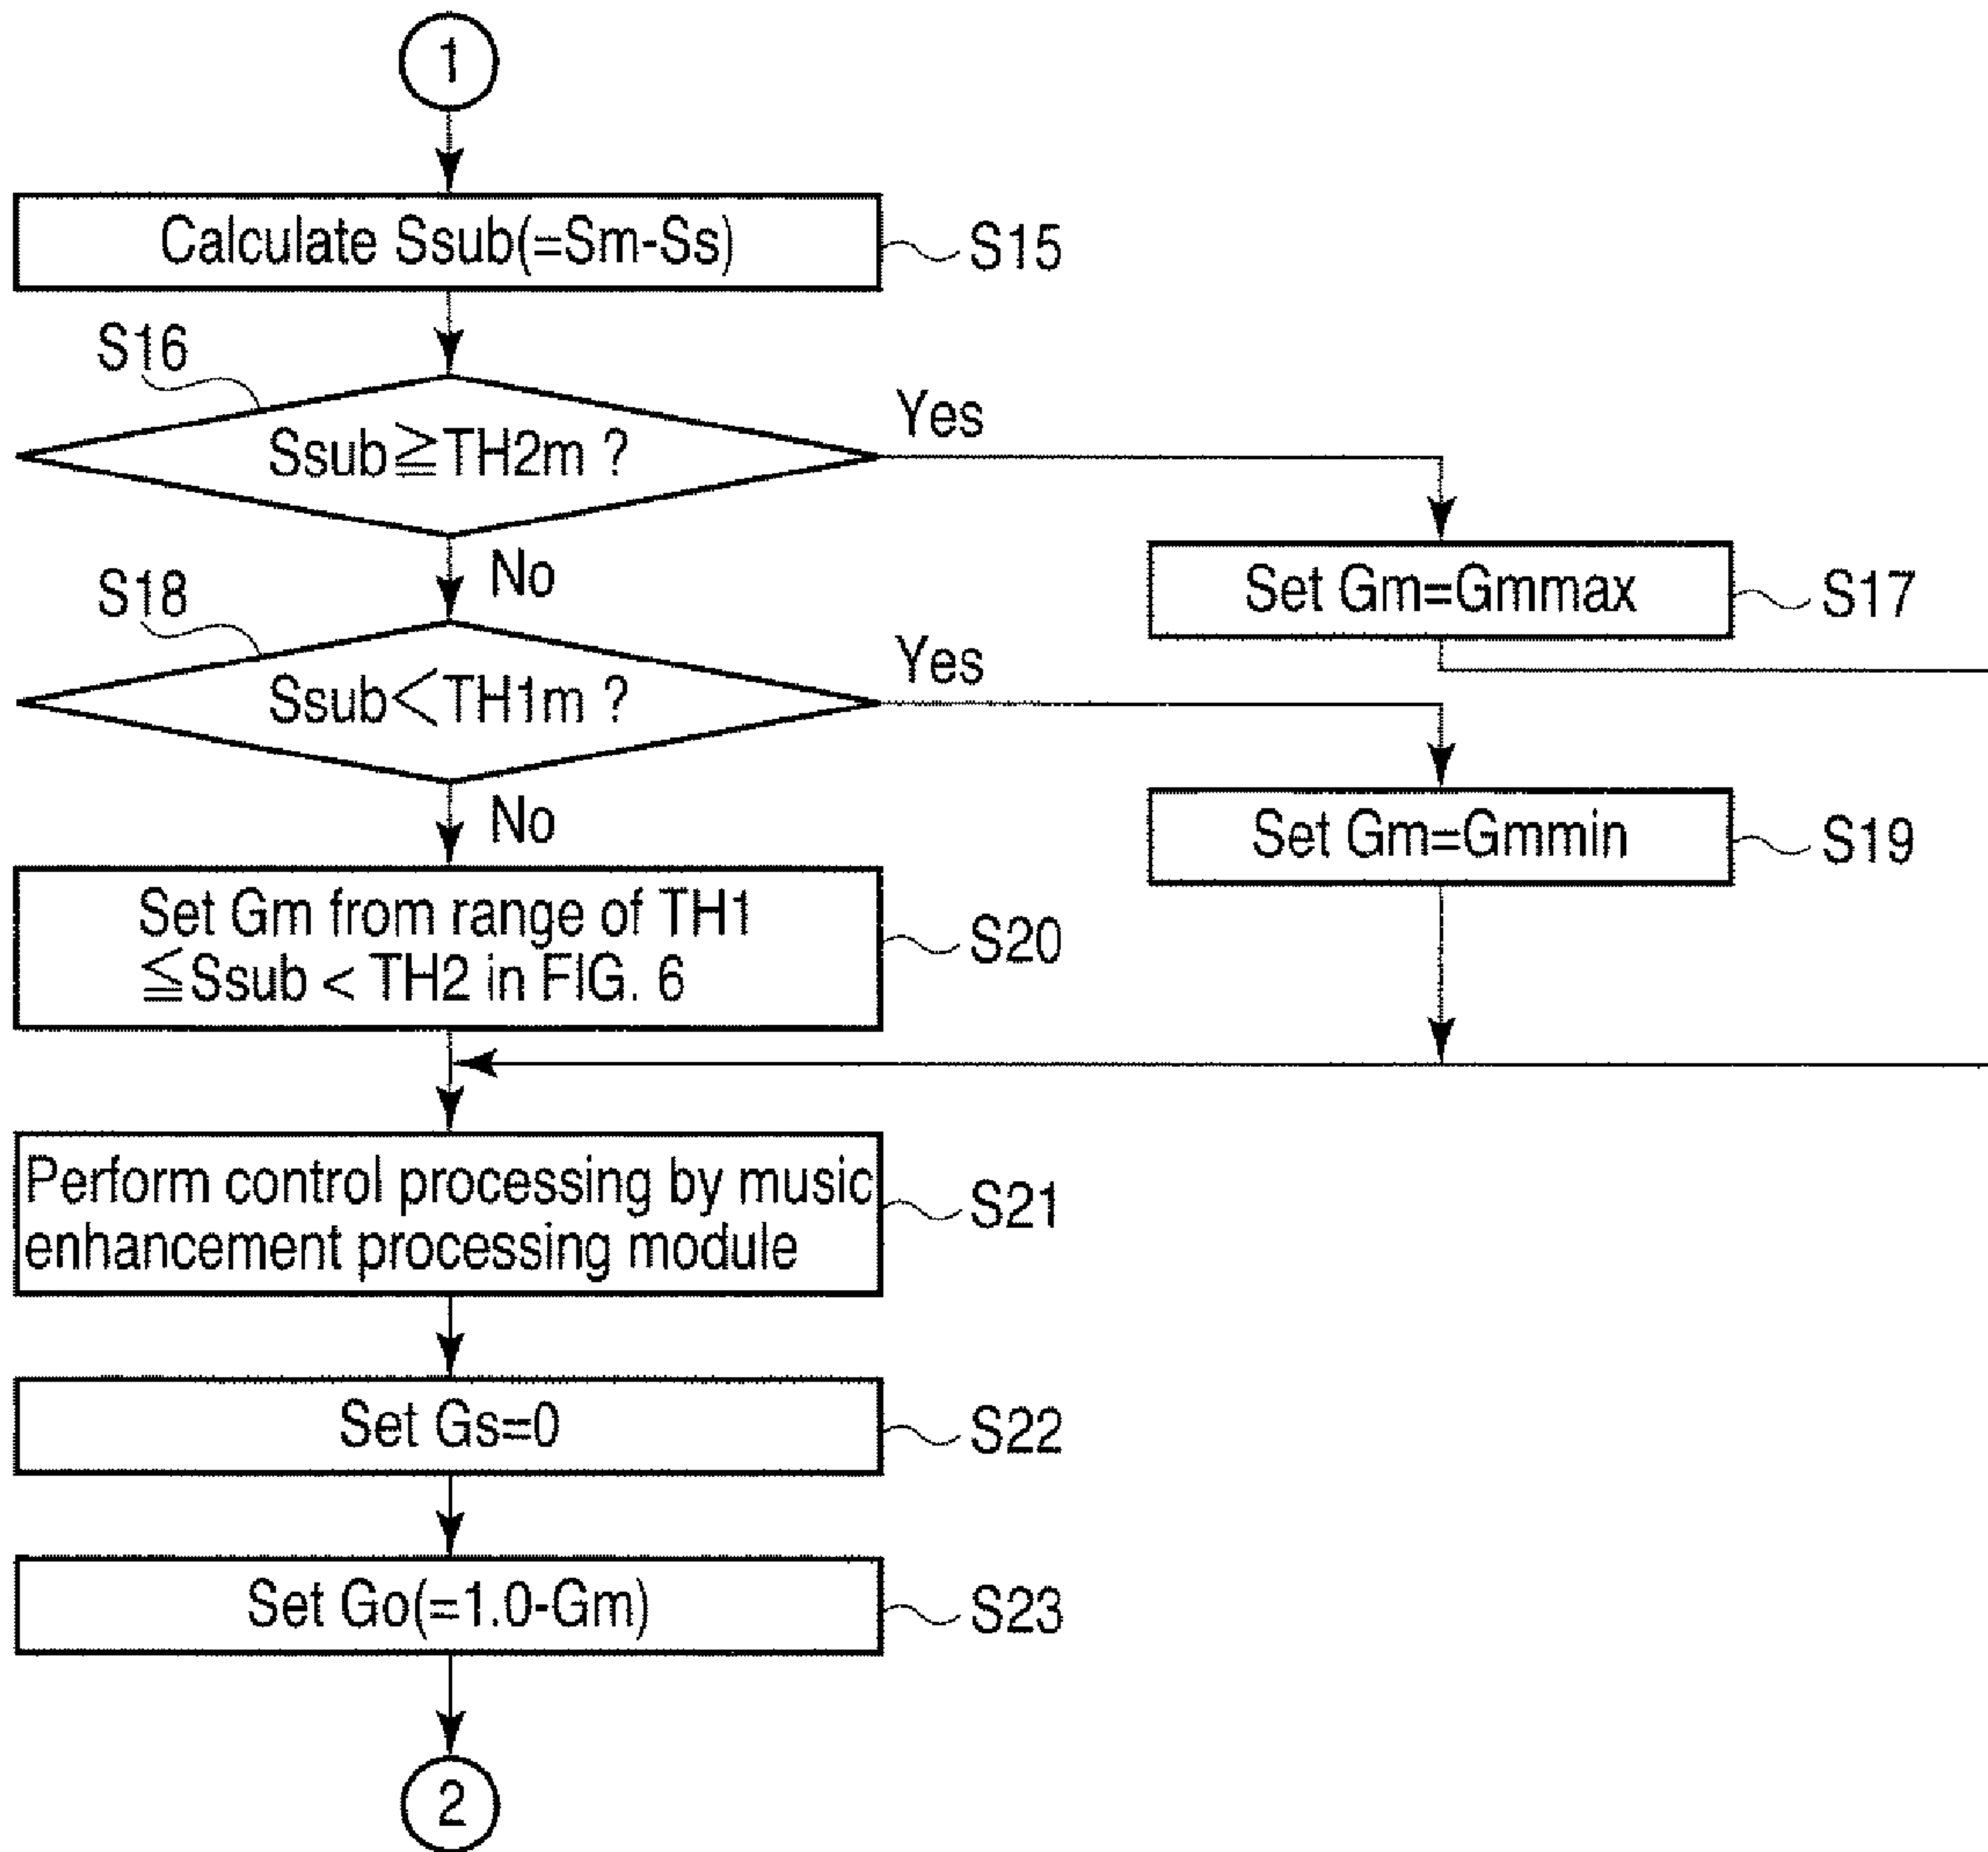 1
Calculate Ssub(=Sm-Ss)
S15
S16
Ssub≧TH2m ?
Yes
No
Set Gm=Gmmax
S17
S18
Ssub<TH1m ?
Yes
No
Set Gm=Gmmin
S19
Set Gm from range of TH1
≦Ssub < TH2 in FIG. 6
S20
Perform control processing by music
enhancement processing module
S21
Set Gs=0
S22
Set Go(=1.0-Gm)
S23
2